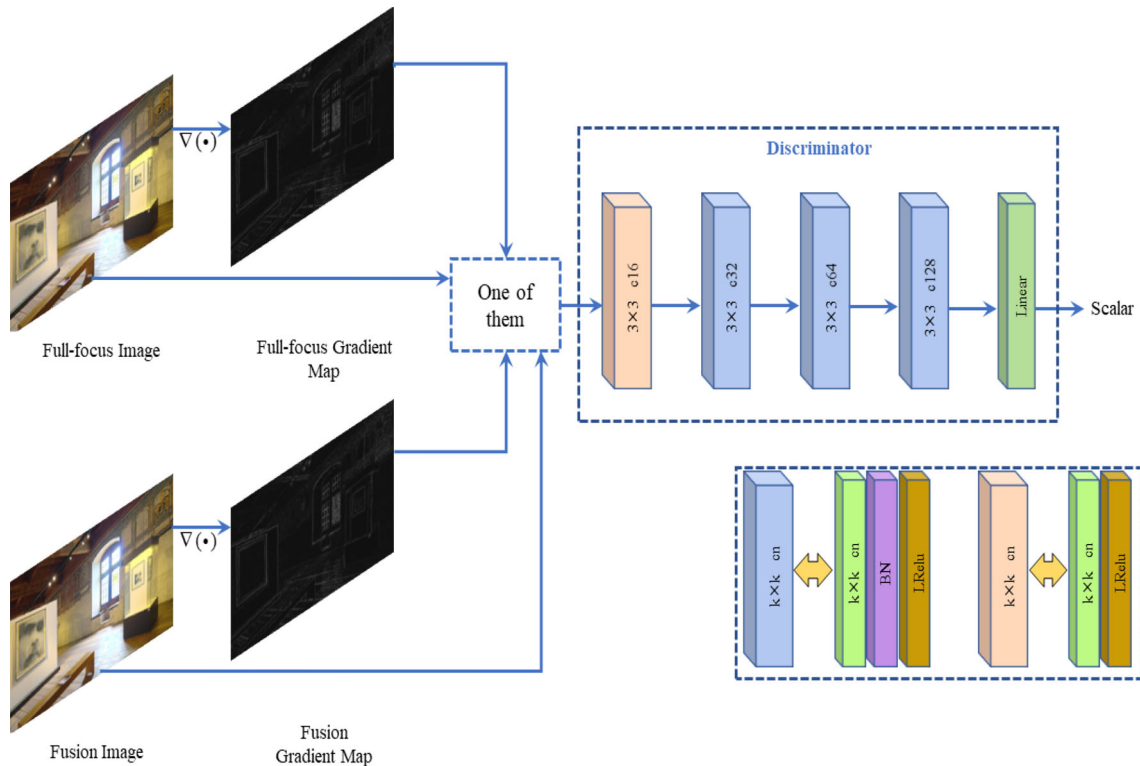 ∇(•)
Full-focus Image
Full-focus Gradient
Map
One of
them
Discriminator
3×3 c16
3×3 c32
3×3 c64
3×3 c128
Linear
Scalar
∇(•)
Fusion Image
Fusion
Gradient Map
k×k cn
k×k cn
BN
LRelu
k×k cn
k×k cn
LRelu